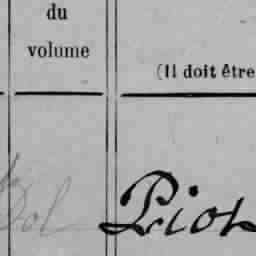 du
volume
(Il doit être
Vol Pion